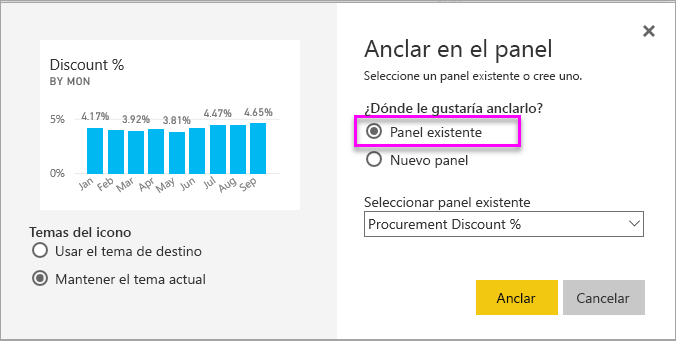 Discount %
BY MON
4.17% 3.92% 3.81% 4.47% 4.65%
5%
0%
Jan Feb Mar Apr May Jun Jul Aug Sep
Temas del icono
Usar el tema de destino
Mantener el tema actual
Anclar en el panel
Seleccione un panel existente o cree uno.
¿Dónde le gustaría anclarlo?
Panel existente
Nuevo panel
Seleccionar panel existente
Procurement Discount %
Anclar Cancelar